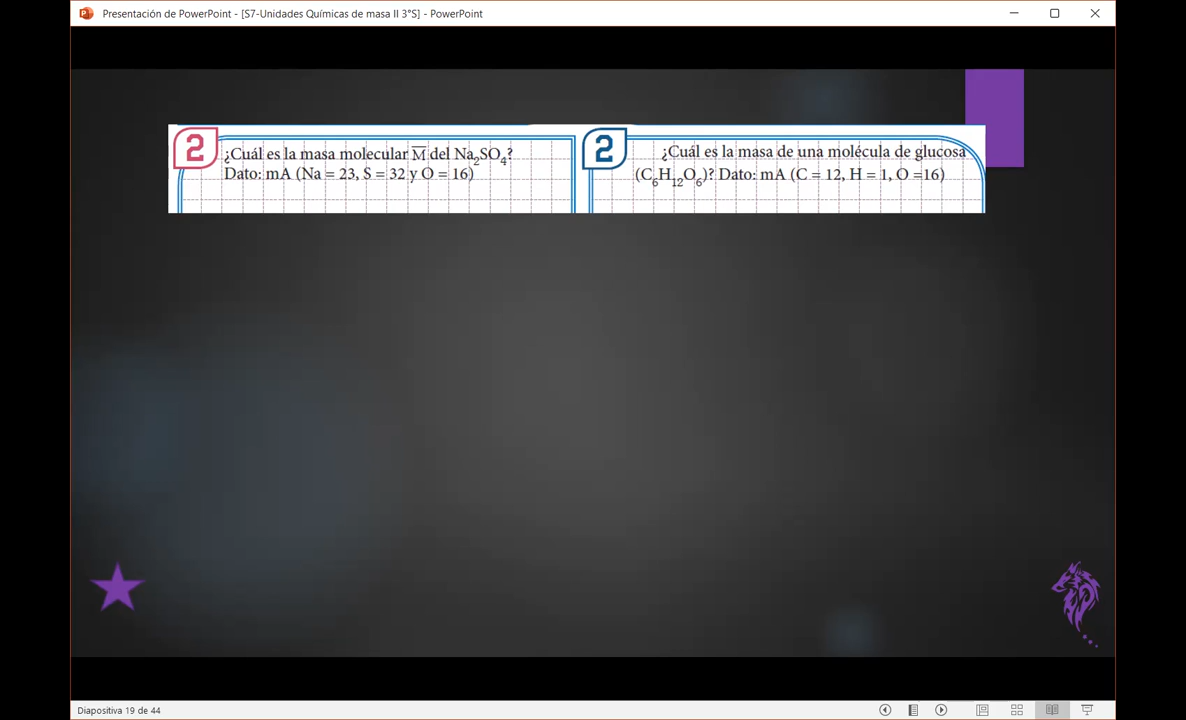 Presentación de PowerPoint - [S7-Unidades Químicas de masa II 3°S] - PowerPoint
2
¿Cuál es la masa molecular M̅ del Na₂SO₄?
Dato: mA (Na = 23, S = 32 y O = 16)
2
¿Cuál es la masa de una molécula de glucosa
(C₆H₁₂O₆)? Dato: mA (C = 12, H = 1, O =16)
Diapositiva 19 de 44